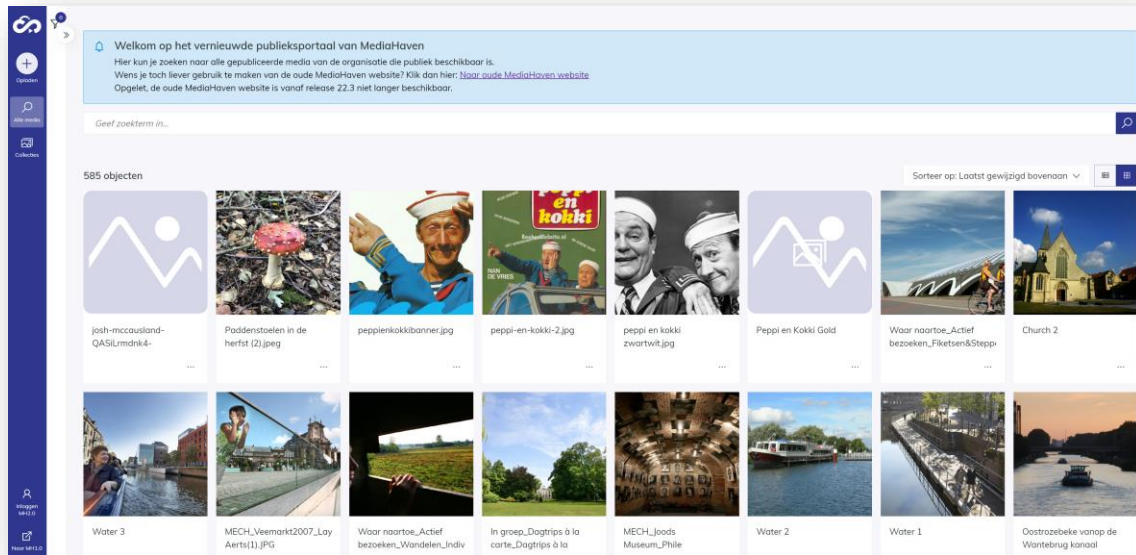 0
Opladen
Alle media
Collecties
Inloggen
MH2.0
Naar MH1.0
Welkom op het vernieuwde publieksportaal van MediaHaven
Hier kun je zoeken naar alle gepubliceerde media van de organisatie die publiek beschikbaar is.
Wens je toch liever gebruik te maken van de oude MediaHaven website? Klik dan hier: Naar oude MediaHaven website
Opgelet, de oude MediaHaven website is vanaf release 22.3 niet langer beschikbaar.
Geef zoekterm in...
585 objecten
Sorteer op: Laatst gewijzigd bovenaan
peppi
en
kokki
NAN
DE VRIES
josh-mccausland-
QASiLrmdnk4-
Paddenstoelen in de
herfst (2).jpeg
peppienkokkibanner.jpg
peppi-en-kokki-2.jpg
peppi en kokki
zwartwit.jpg
Peppi en Kokki Gold
Waar naartoe_Actief
bezoeken_Fiketsen&Steppe
Church 2
Water 3
MECH_Veemarkt2007_Lay
Aerts(1).JPG
Waar naartoe_Actief
bezoeken_Wandelen_Indiv
In groep_Dagtrips à la
carte_Dagtrips à la
MECH_Joods
Museum_Phile
Water 2
Water 1
Oostrozebeke vanop de
Wantebrug kanaal